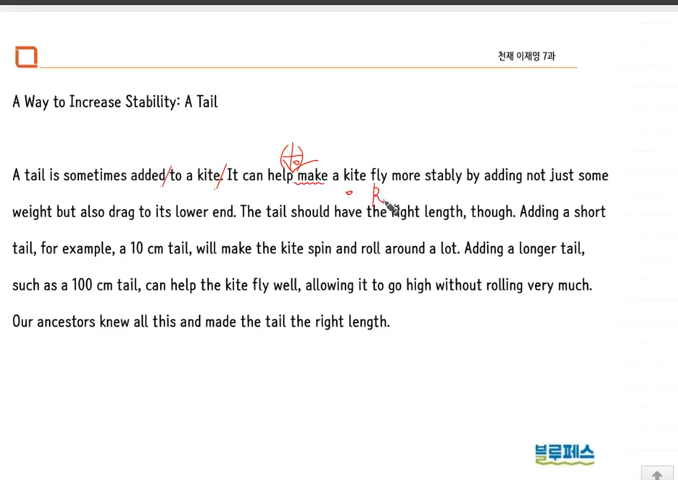 천재 이재영 7과
A Way to Increase Stability: A Tail
A tail is sometimes added to a kite. It can help make a kite fly more stably by adding not just some
weight but also drag to its lower end. The tail should have the right length, though. Adding a short
tail, for example, a 10 cm tail, will make the kite spin and roll around a lot. Adding a longer tail,
such as a 100 cm tail, can help the kite fly well, allowing it to go high without rolling very much.
Our ancestors knew all this and made the tail the right length.
블루페스